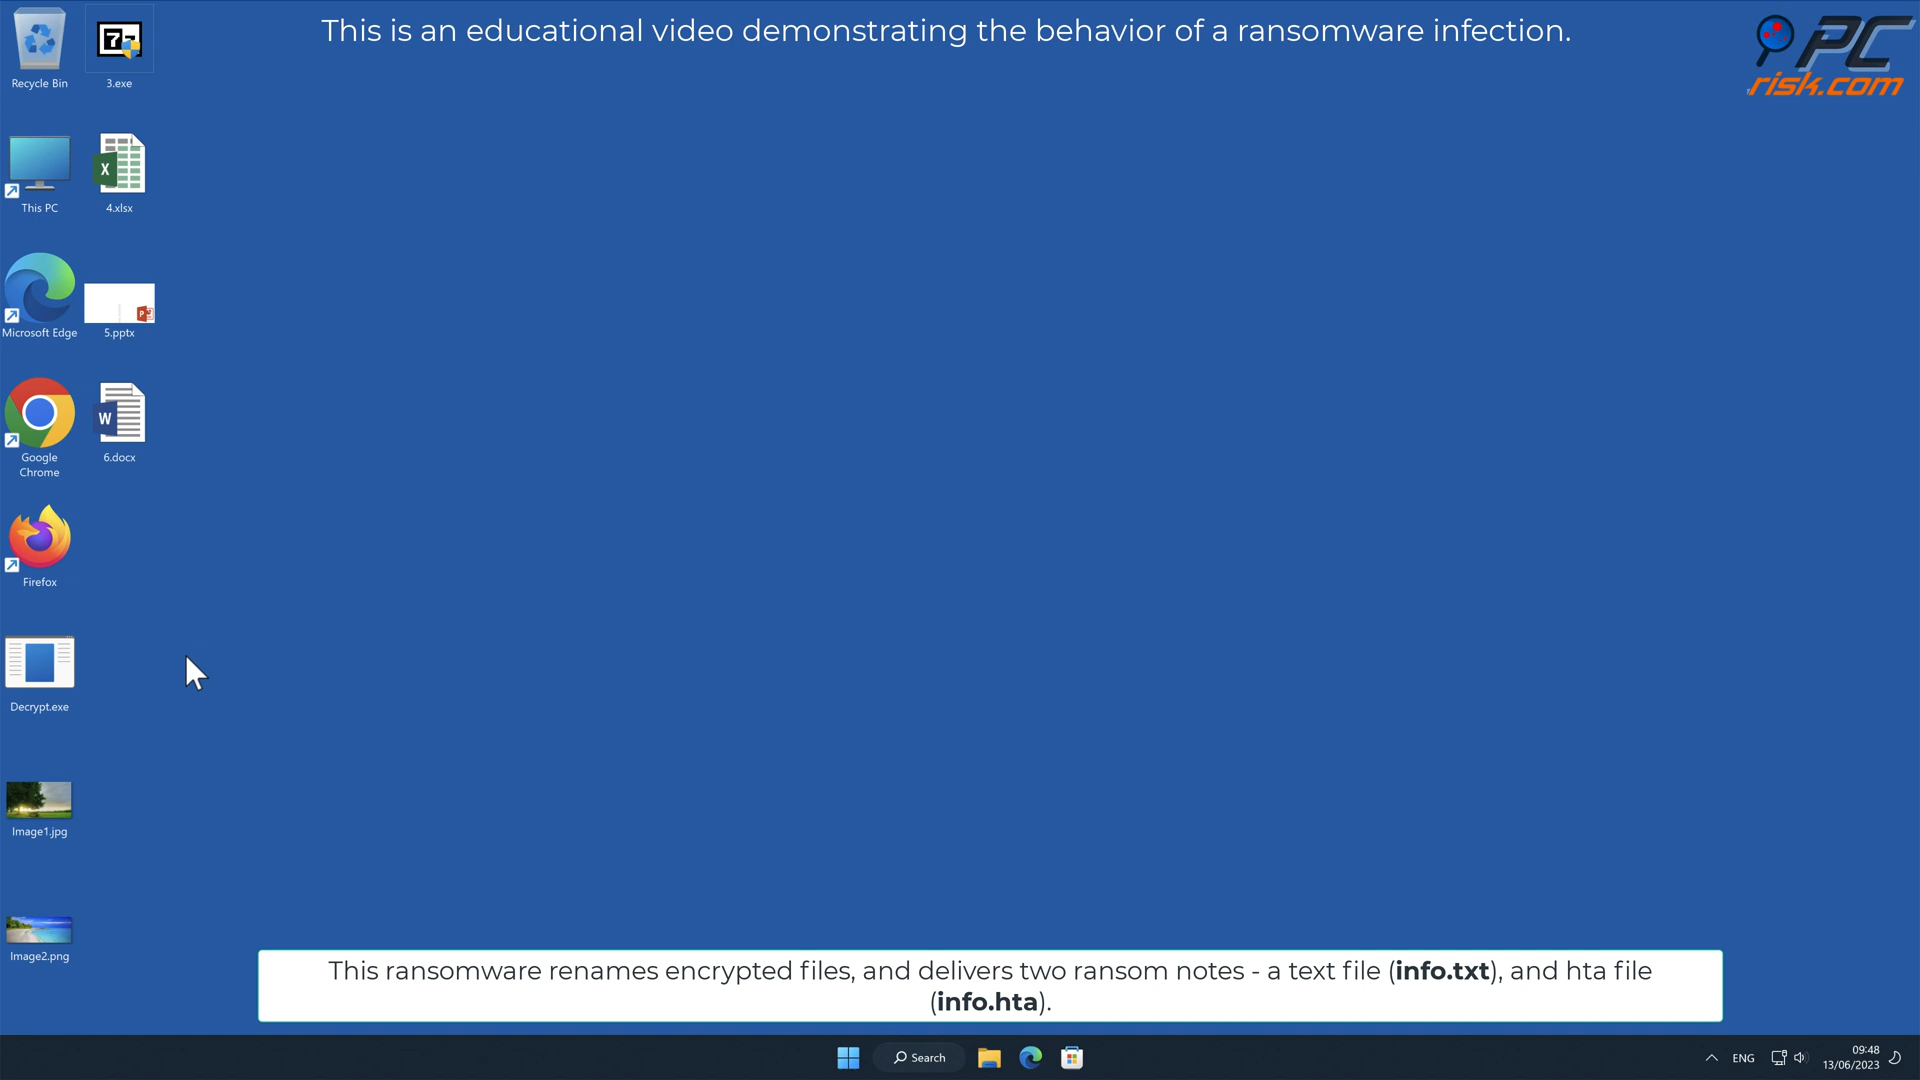 This is an educational video demonstrating the behavior of a ransomware infection.
PC
risk.com
Recycle Bin
3.exe
This PC
4.xlsx
Microsoft Edge
5.pptx
Google
Chrome
6.docx
Firefox
Decrypt.exe
Image1.jpg
Image2.png
This ransomware renames encrypted files, and delivers two ransom notes - a text file (info.txt), and hta file
(info.hta).
Search
ENG
09:48
13/06/2023